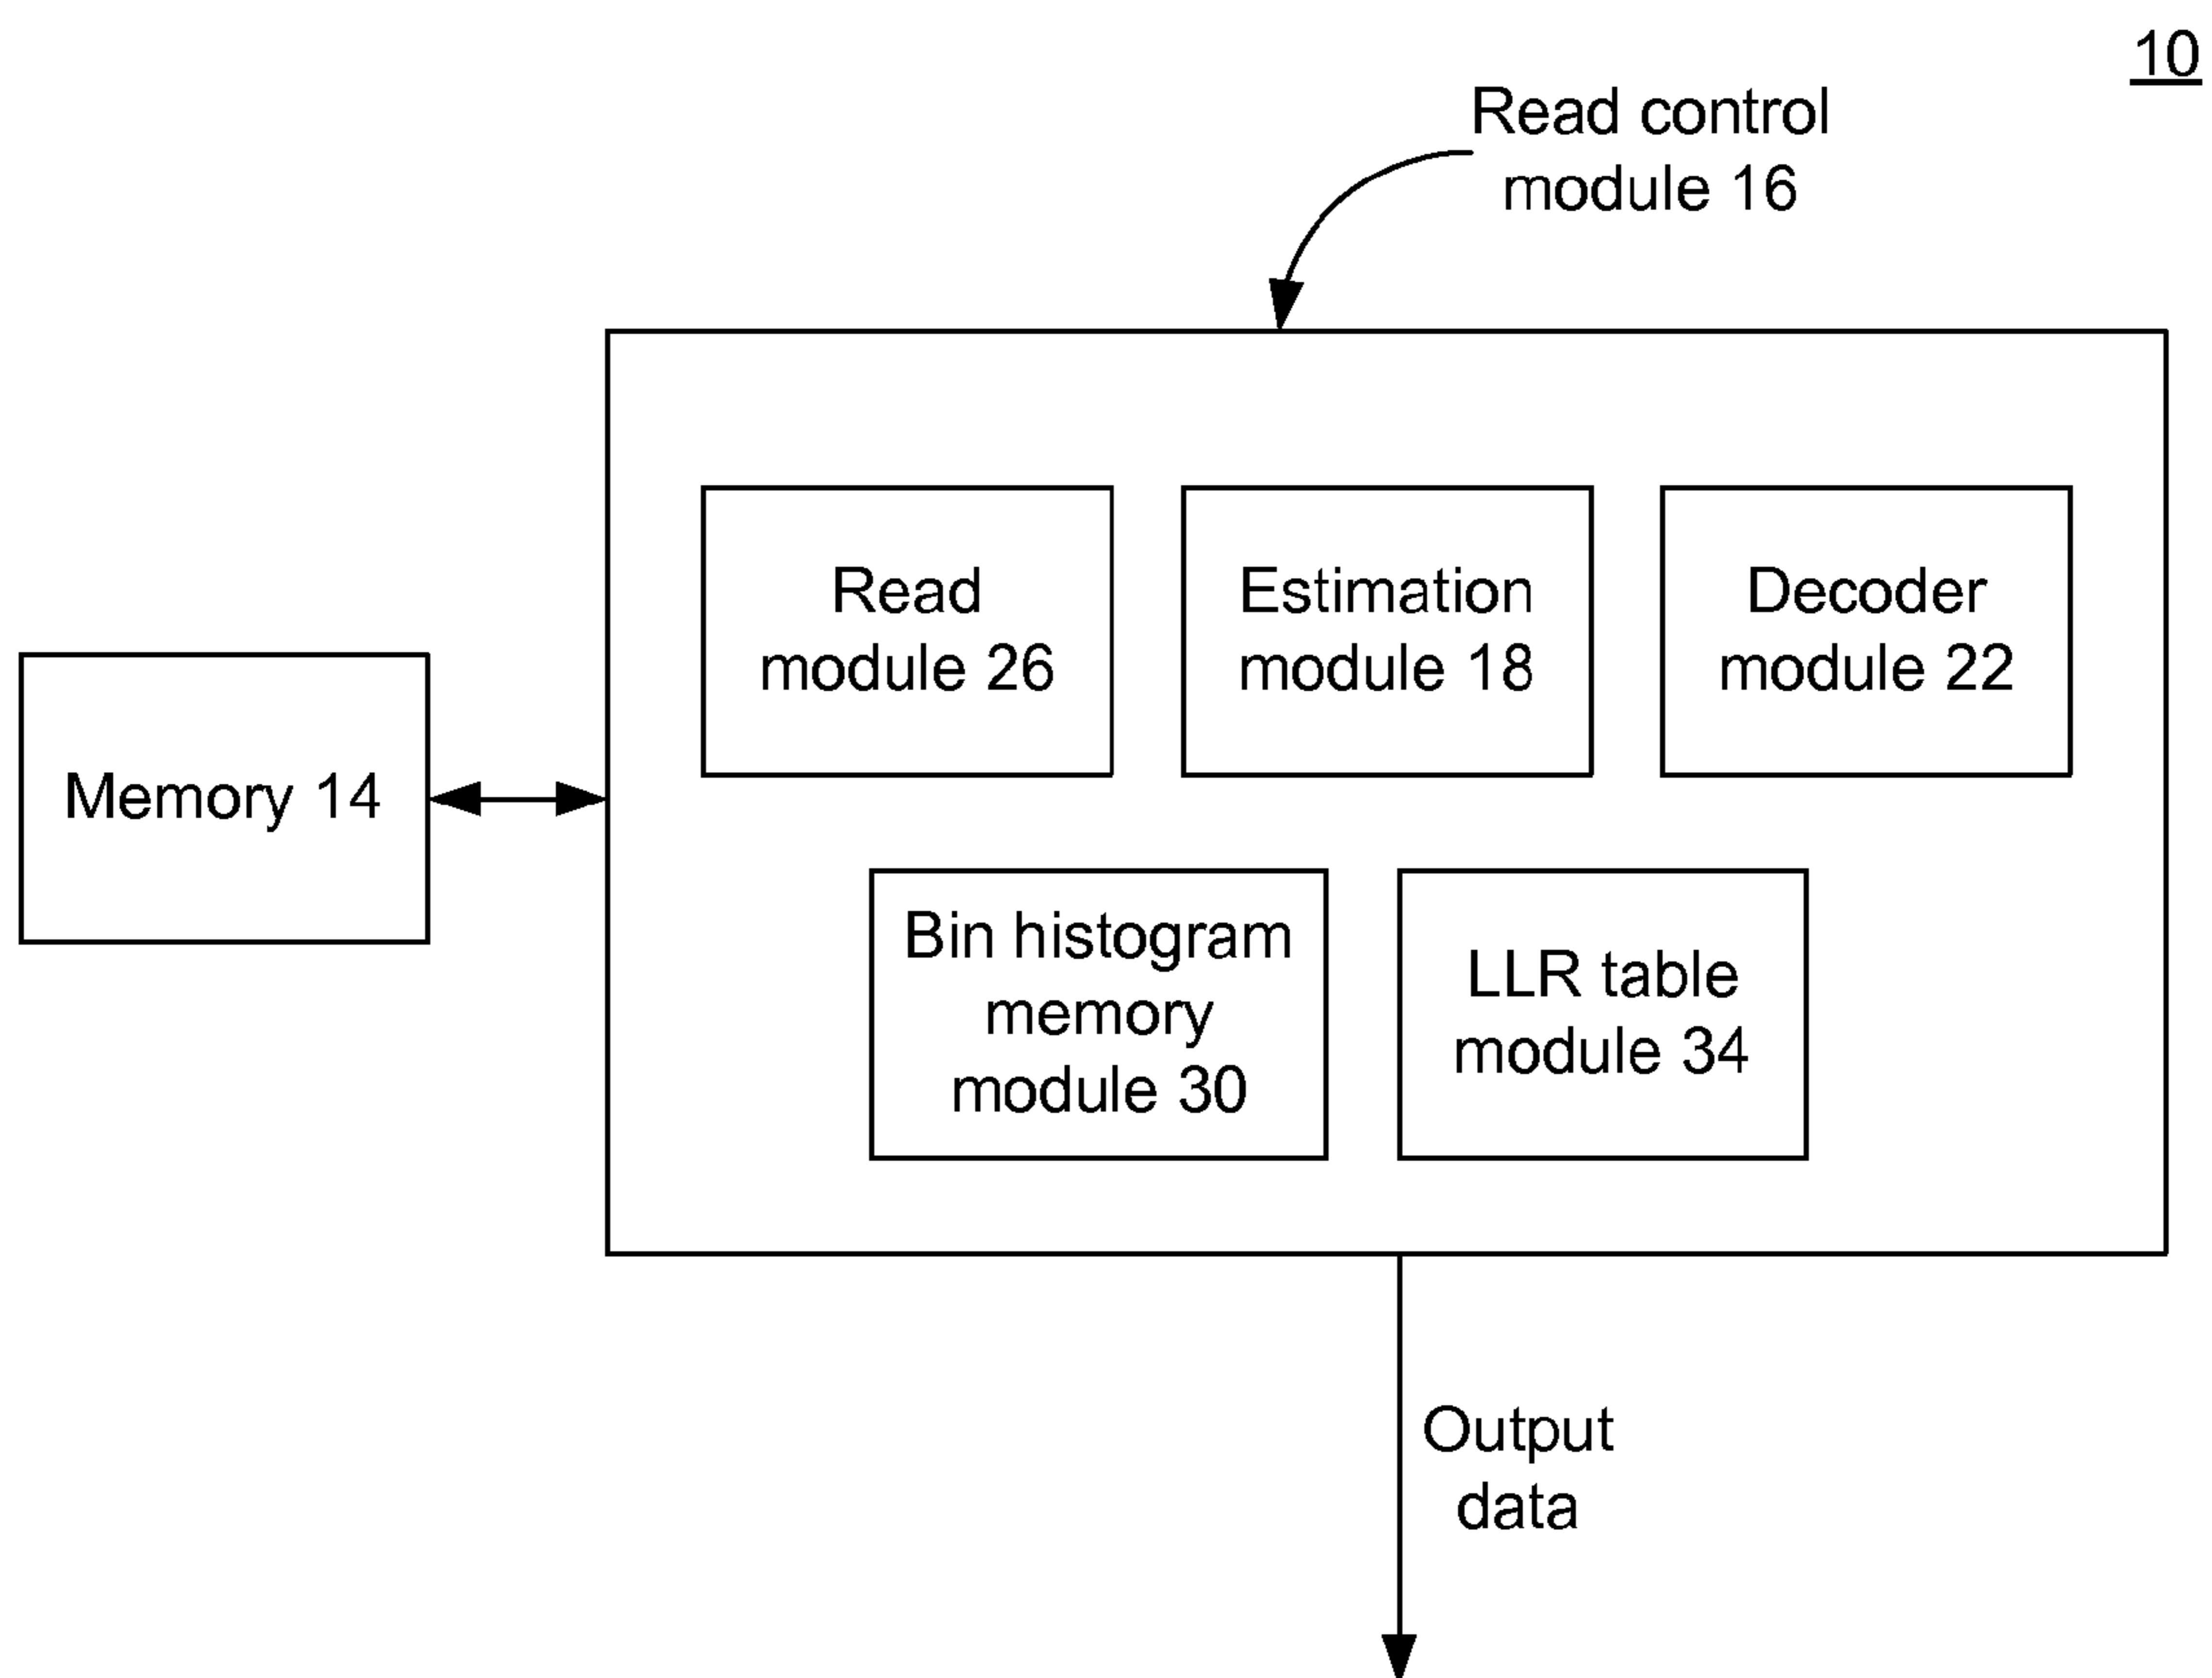 10
Read control
module 16
Read
module 26
Estimation
module 18
Decoder
module 22
Memory 14
Bin histogram
memory
module 30
LLR table
module 34
Output
data